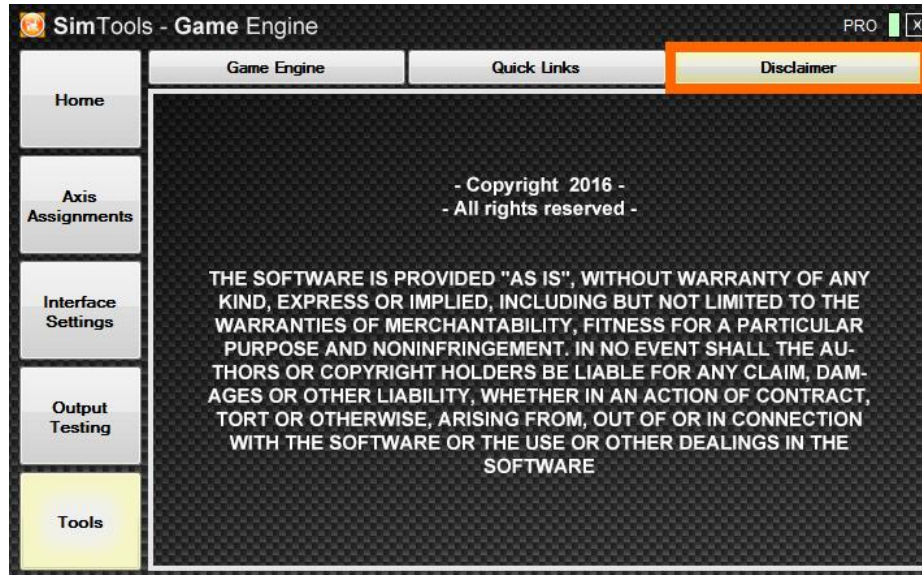 SimTools - Game Engine
PRO
X
Game Engine
Quick Links
Disclaimer
Home
Axis
Assignments
Interface
Settings
Output
Testing
Tools
- Copyright 2016 -
- All rights reserved -
THE SOFTWARE IS PROVIDED "AS IS", WITHOUT WARRANTY OF ANY
KIND, EXPRESS OR IMPLIED, INCLUDING BUT NOT LIMITED TO THE
WARRANTIES OF MERCHANTABILITY, FITNESS FOR A PARTICULAR
PURPOSE AND NONINFRINGEMENT. IN NO EVENT SHALL THE AU-
THORS OR COPYRIGHT HOLDERS BE LIABLE FOR ANY CLAIM, DAM-
AGES OR OTHER LIABILITY, WHETHER IN AN ACTION OF CONTRACT,
TORT OR OTHERWISE, ARISING FROM, OUT OF OR IN CONNECTION
WITH THE SOFTWARE OR THE USE OR OTHER DEALINGS IN THE
SOFTWARE